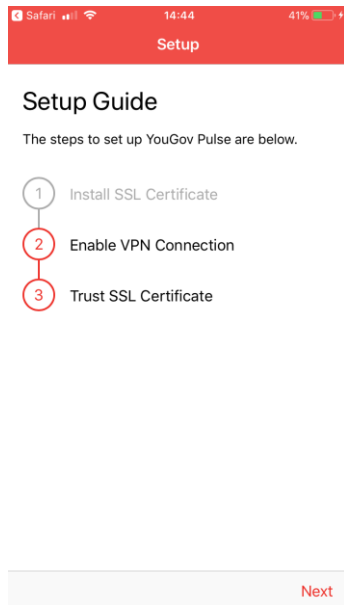 Safari 14:44 41%
Setup
Setup Guide
The steps to set up YouGov Pulse are below.
1 Install SSL Certificate
2 Enable VPN Connection
3 Trust SSL Certificate
Next